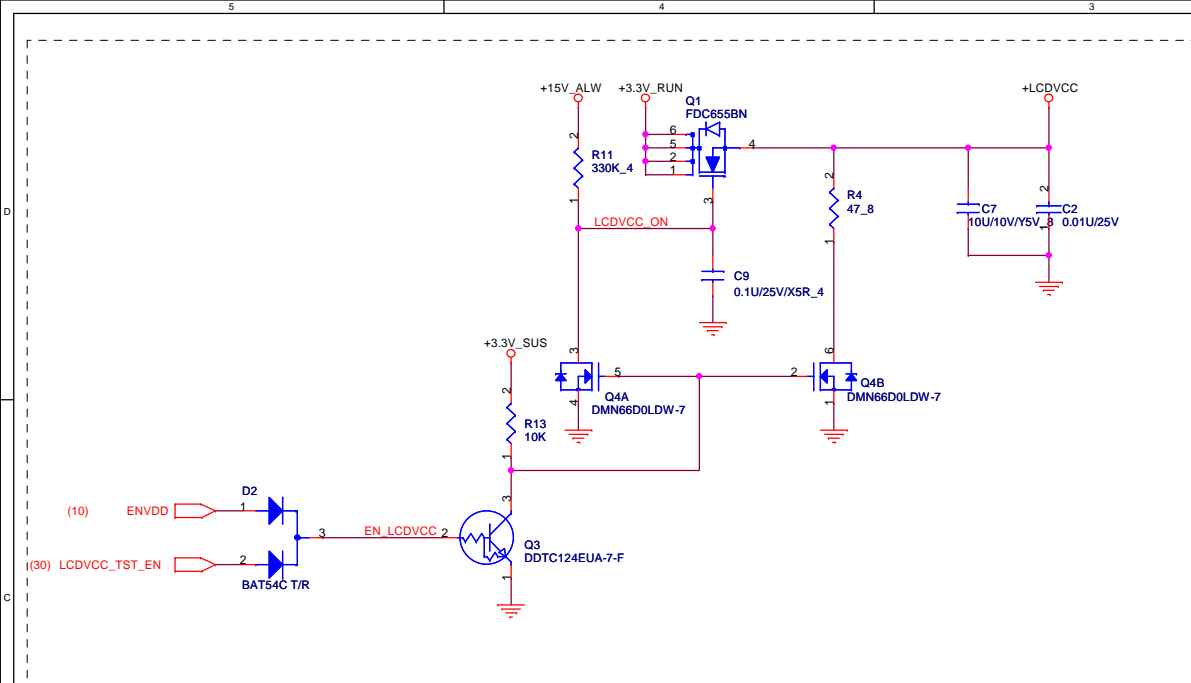 5
4
3
D
C
+15V_ALW
+3.3V_RUN
+LCDVCC
Q1
FDC655BN
6
5
2
1
4
3
2
R11
330K_4
1
LCDVCC_ON
2
R4
47_8
1
C7
10U/10V/Y5V_8
2
C2
0.01U/25V
1
C9
0.1U/25V/X5R_4
+3.3V_SUS
3
5
Q4A
4
DMN66D0LDW-7
6
2
Q4B
1
DMN66D0LDW-7
2
R13
10K
1
D2
(10) ENVDD
1
3
EN_LCDVCC
2
3
Q3
DDTC124EUA-7-F
1
(30) LCDVCC_TST_EN
2
BAT54C T/R